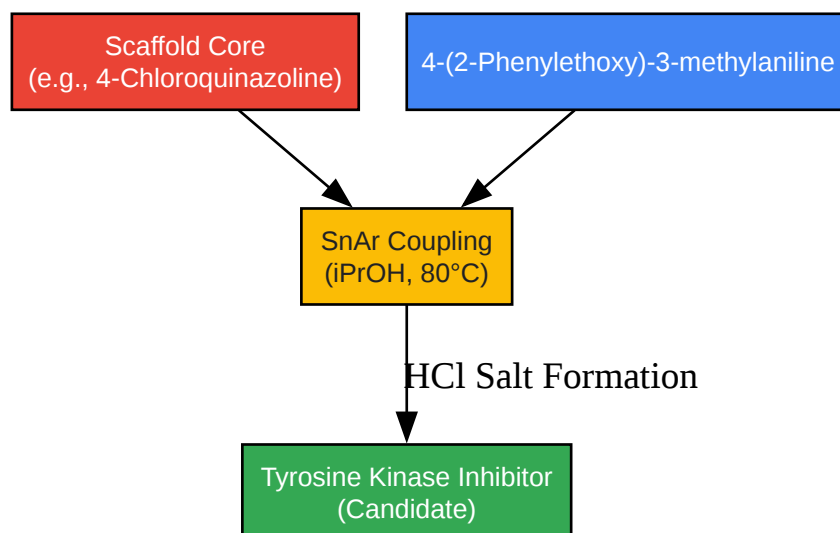 Scaffold Core
(e.g., 4-Chloroquinazoline)
4-(2-Phenylethoxy)-3-methylaniline
SnAr Coupling
(iPrOH, 80°C)
HCl Salt Formation
Tyrosine Kinase Inhibitor
(Candidate)